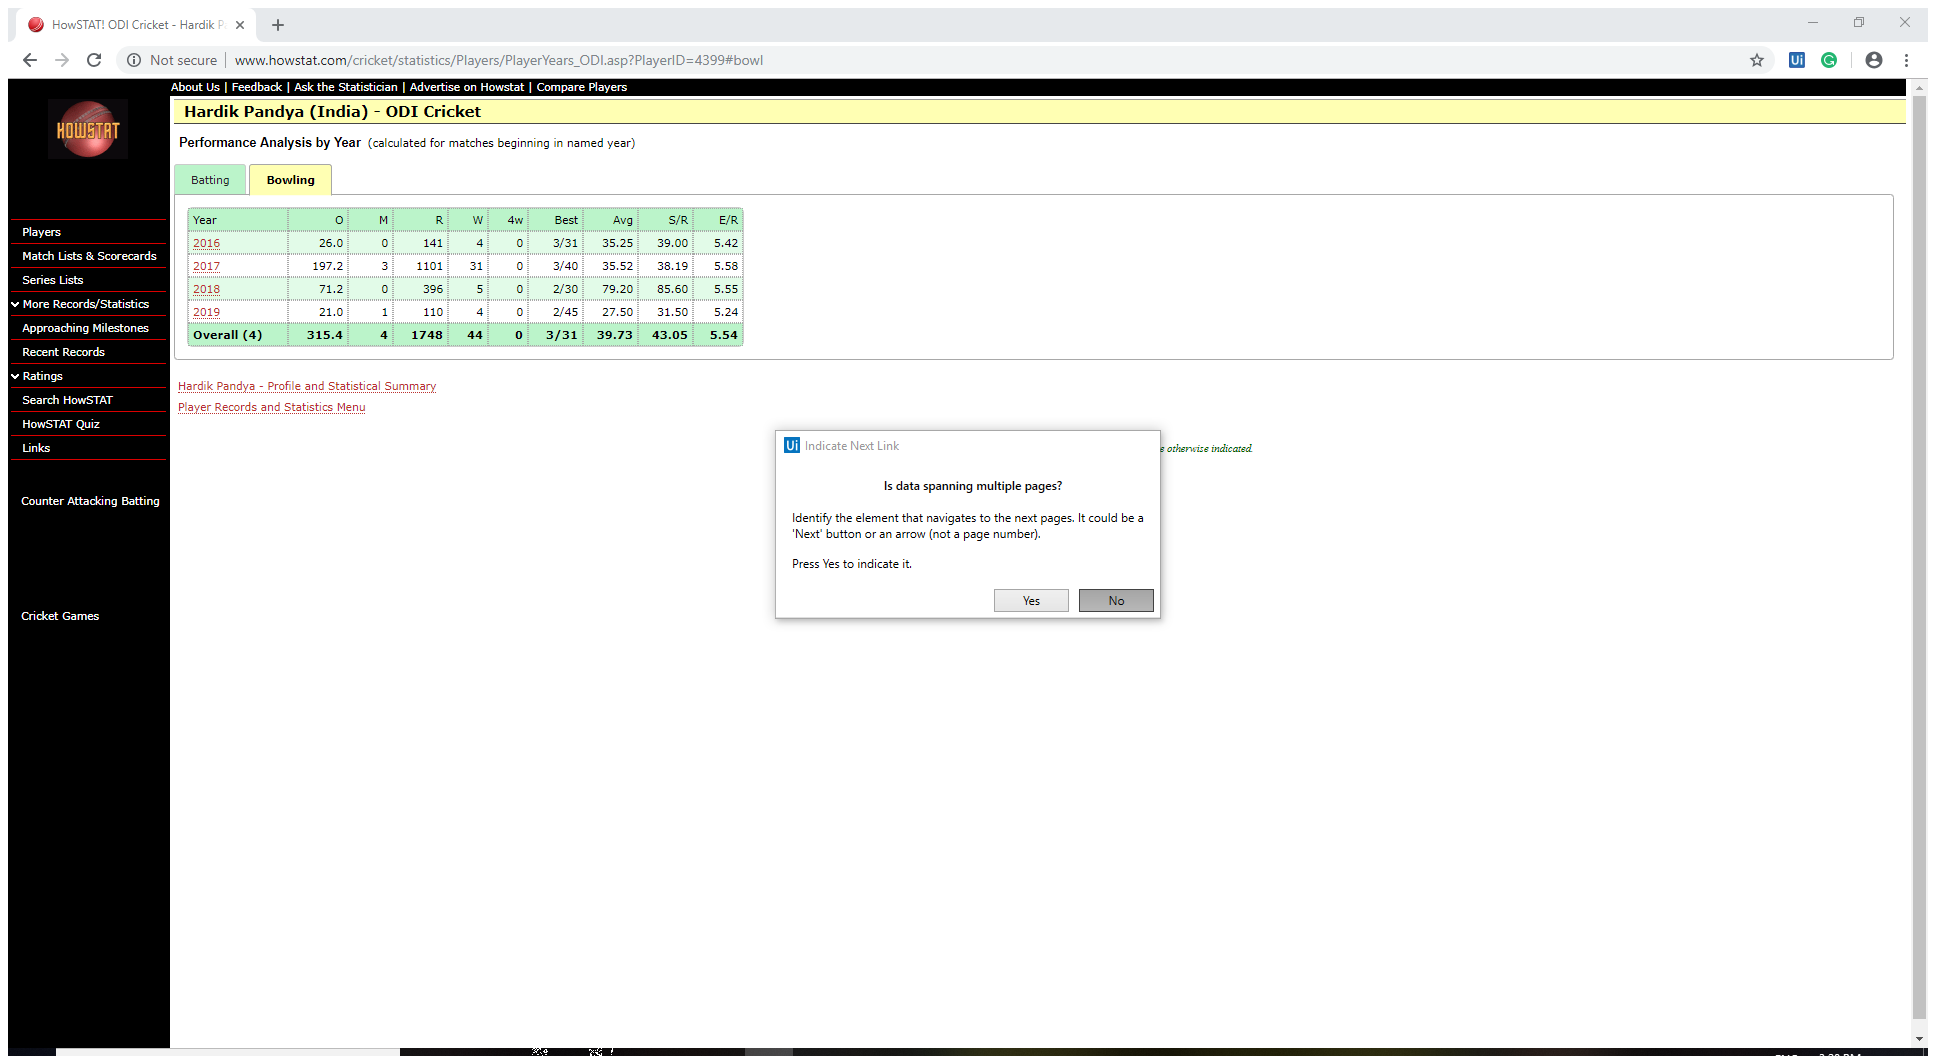 HowSTAT! ODI Cricket - Hardik P
Not secure | www.howstat.com/cricket/statistics/Players/PlayerYears_ODI.asp?PlayerID=4399#bowl
Ui
G
About Us | Feedback | Ask the Statistician | Advertise on Howstat | Compare Players
HOWSTAT
Hardik Pandya (India) - ODI Cricket
Performance Analysis by Year (calculated for matches beginning in named year)
Batting Bowling
Year O M R W 4w Best Avg S/R E/R
2016 26.0 0 141 4 0 3/31 35.25 39.00 5.42
2017 197.2 3 1101 31 0 3/40 35.52 38.19 5.58
2018 71.2 0 396 5 0 2/30 79.20 85.60 5.55
2019 21.0 1 110 4 0 2/45 27.50 31.50 5.24
Overall (4) 315.4 4 1748 44 0 3/31 39.73 43.05 5.54
Players
Match Lists & Scorecards
Series Lists
More Records/Statistics
Approaching Milestones
Recent Records
Ratings
Search HowSTAT
HowSTAT Quiz
Links
Counter Attacking Batting
Cricket Games
Hardik Pandya - Profile and Statistical Summary
Player Records and Statistics Menu
otherwise indicated.
Ui Indicate Next Link
Is data spanning multiple pages?
Identify the element that navigates to the next pages. It could be a
'Next' button or an arrow (not a page number).
Press Yes to indicate it.
Yes No